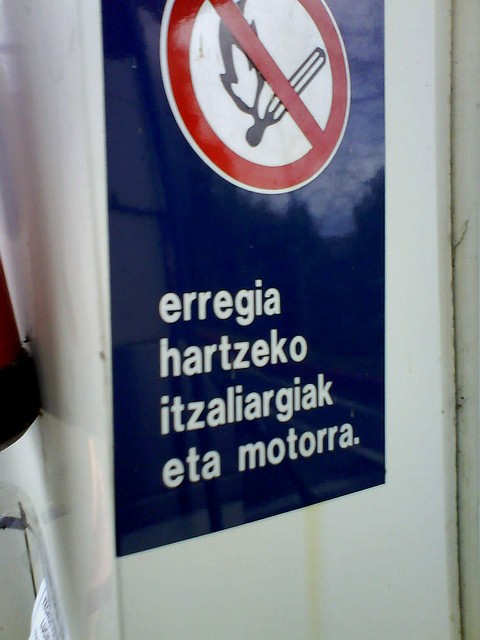 erregia
hartzeko
itzaliargiak
eta motorra.